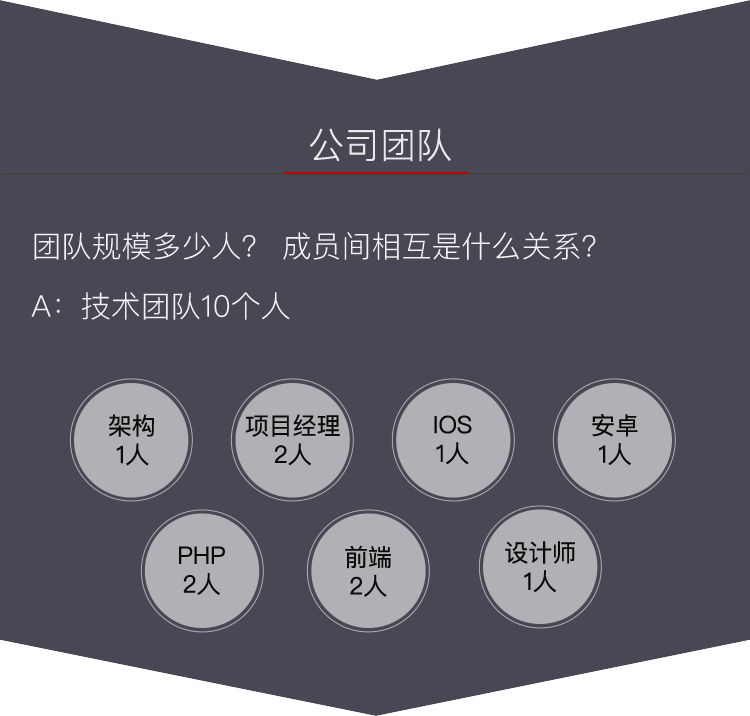 公司团队
团队规模多少人？ 成员间相互是什么关系？
A：技术团队10个人
架构
1人
项目经理
2人
IOS
1人
安卓
1人
PHP
2人
前端
2人
设计师
1人